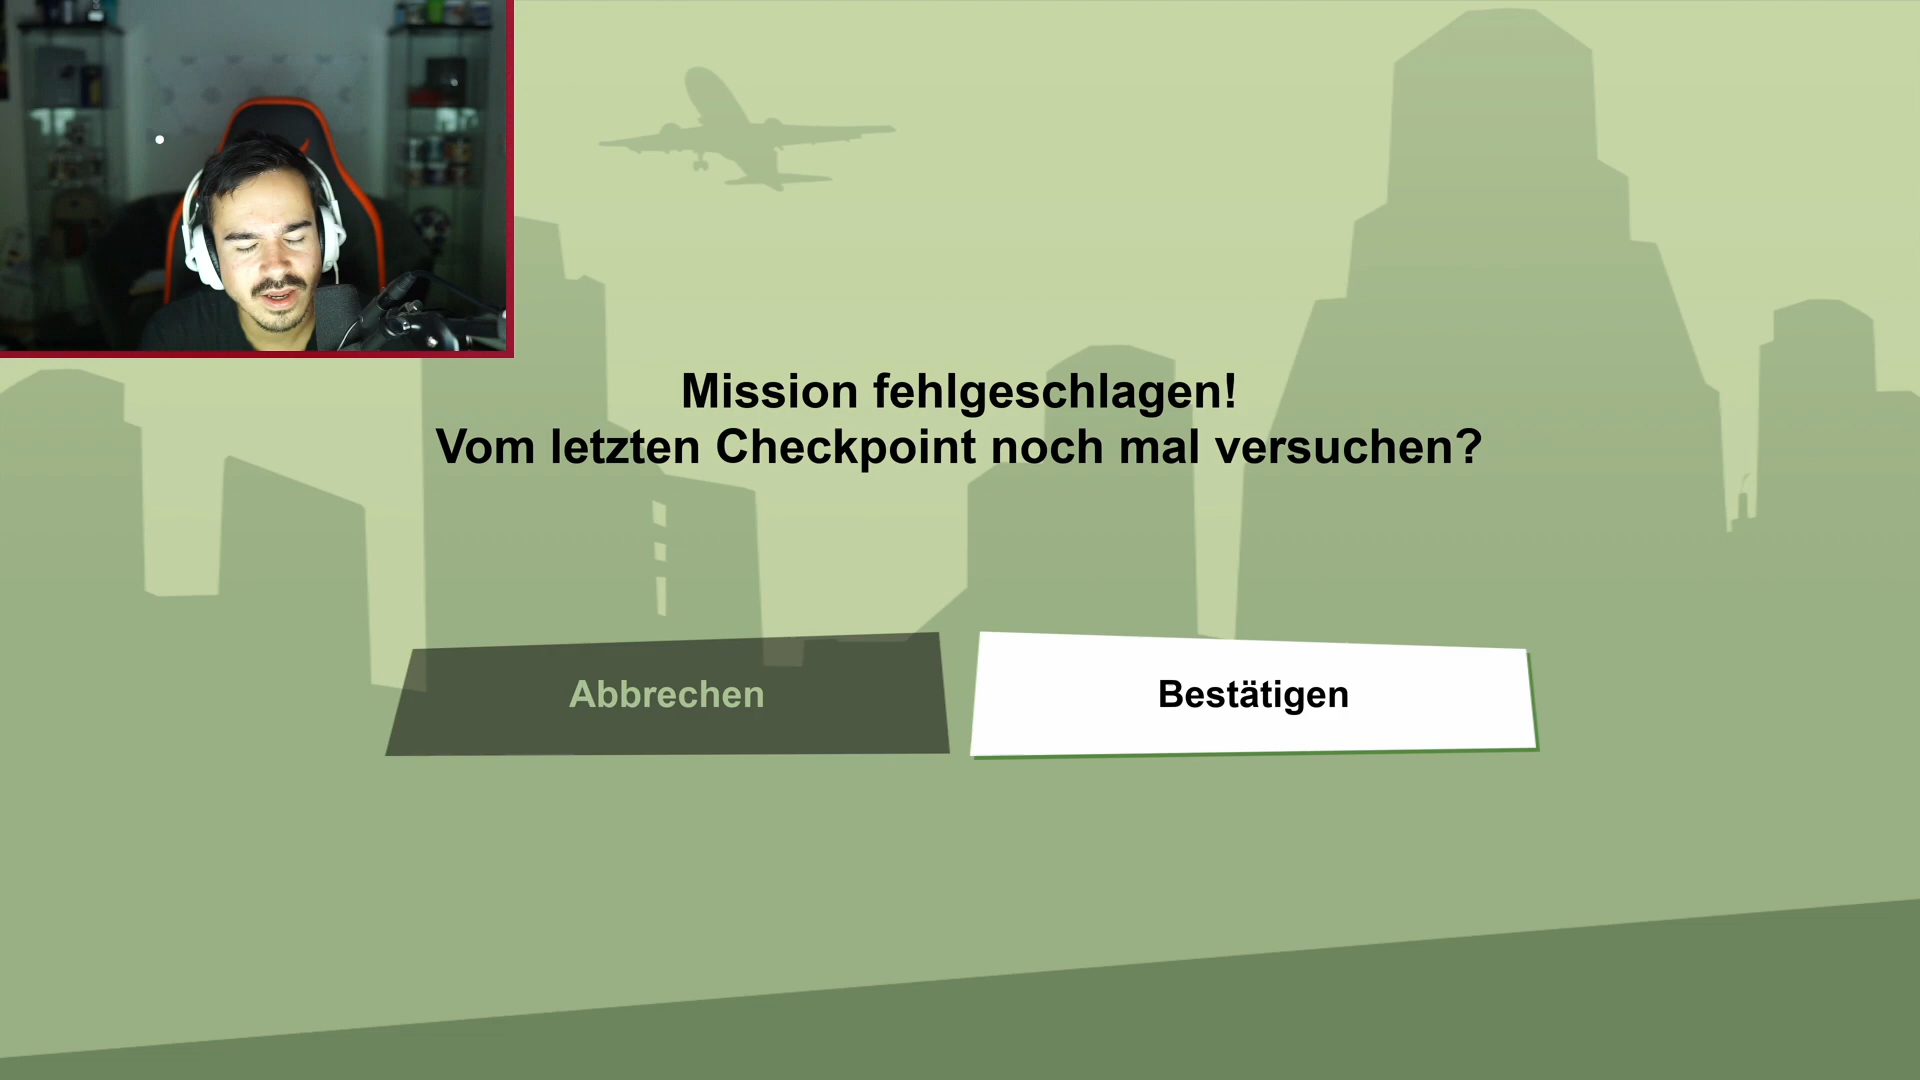 Mission fehlgeschlagen!
Vom letzten Checkpoint noch mal versuchen?
Abbrechen
Bestätigen